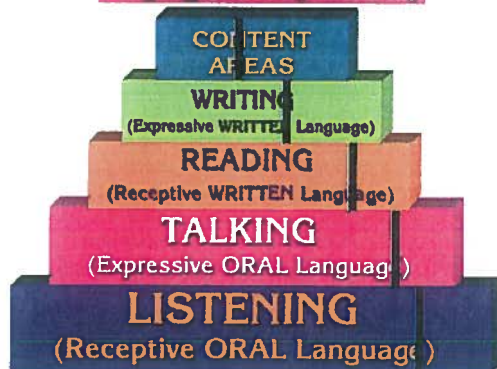 CONTENT
AREAS
WRITING
(Expressive WRITTEN Language)
READING
(Receptive WRITTEN Language)
TALKING
(Expressive ORAL Language)
LISTENING
(Receptive ORAL Language)